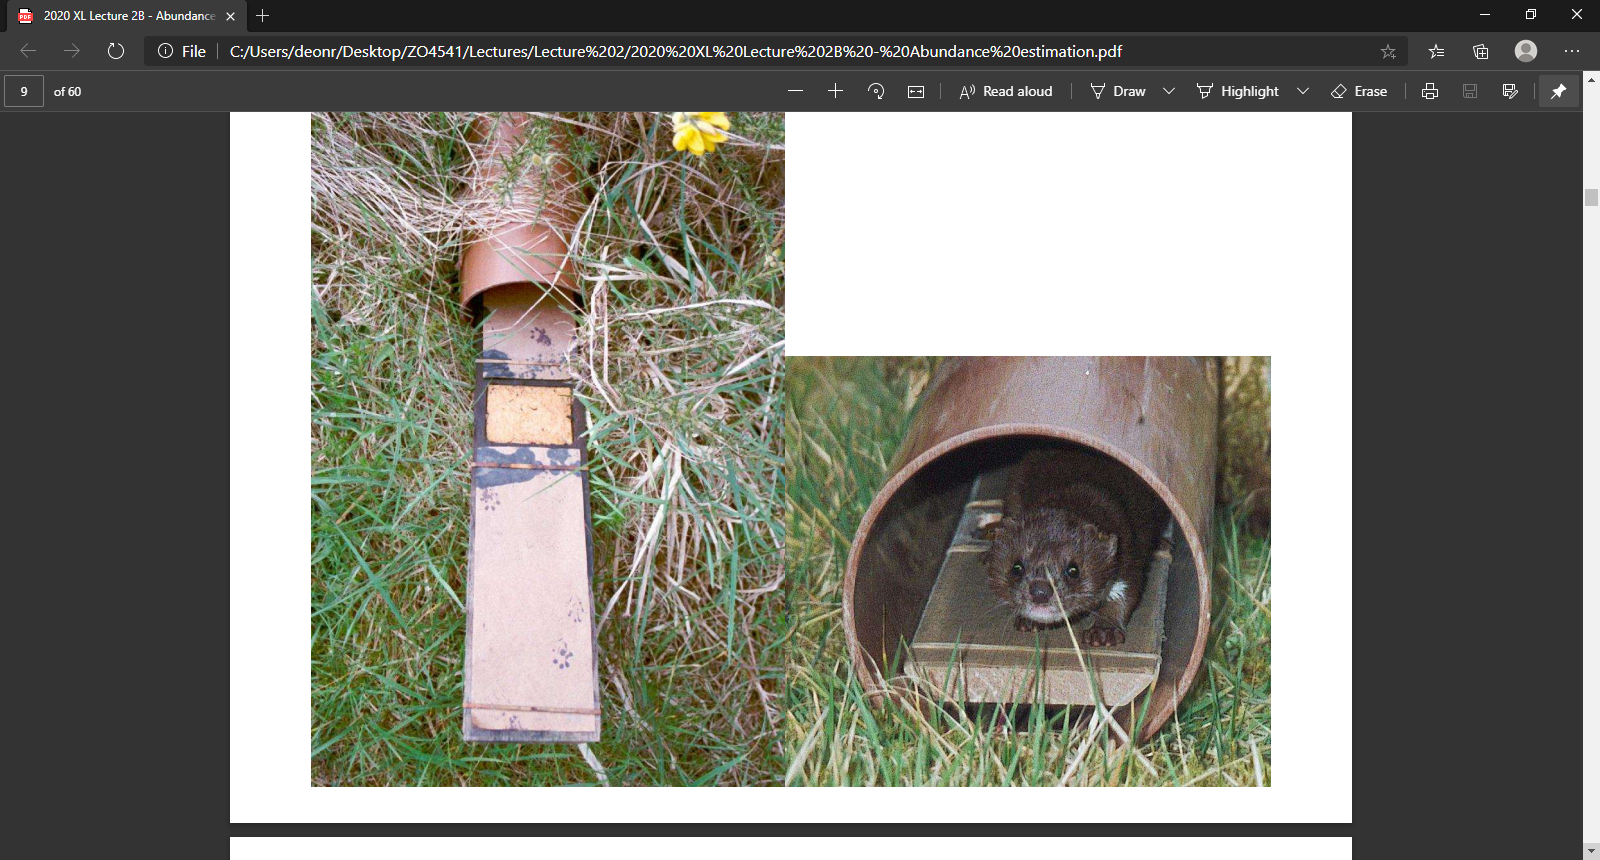 2020 XL Lecture 2B - Abundance
File
C:/Users/deonr/Desktop/ZO4541/Lectures/Lecture%202/2020%20XL%20Lecture%202B%20-%20Abundance%20estimation.pdf
9 of 60
Read aloud
Draw
Highlight
Erase